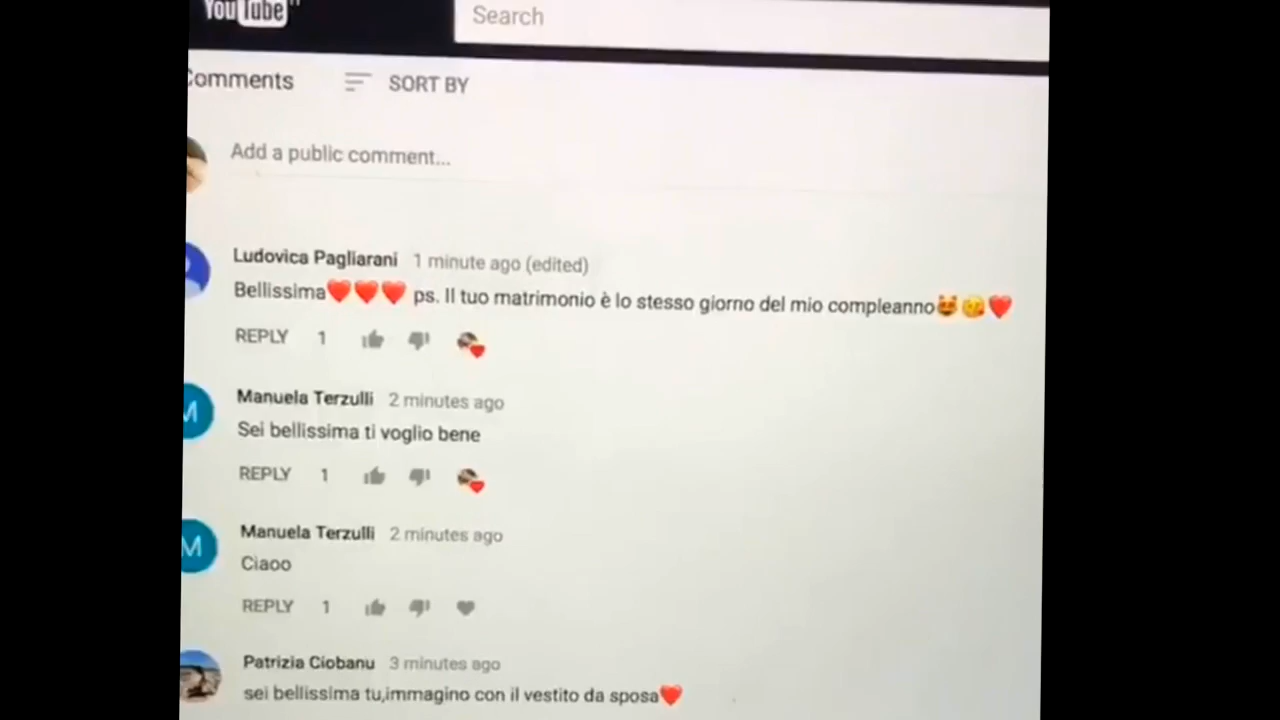 YouTube
Search
Comments SORT BY
Add a public comment...
Ludovica Pagliarani 1 minute ago (edited)
Bellissima❤️❤️❤️ ps. Il tuo matrimonio è lo stesso giorno del mio compleanno😻😘❤️
REPLY 1
M
Manuela Terzulli 2 minutes ago
Sei bellissima ti voglio bene
REPLY 1
M
Manuela Terzulli 2 minutes ago
Ciaoo
REPLY 1
Patrizia Ciobanu 3 minutes ago
sei bellissima tu,immagino con il vestito da sposa❤️